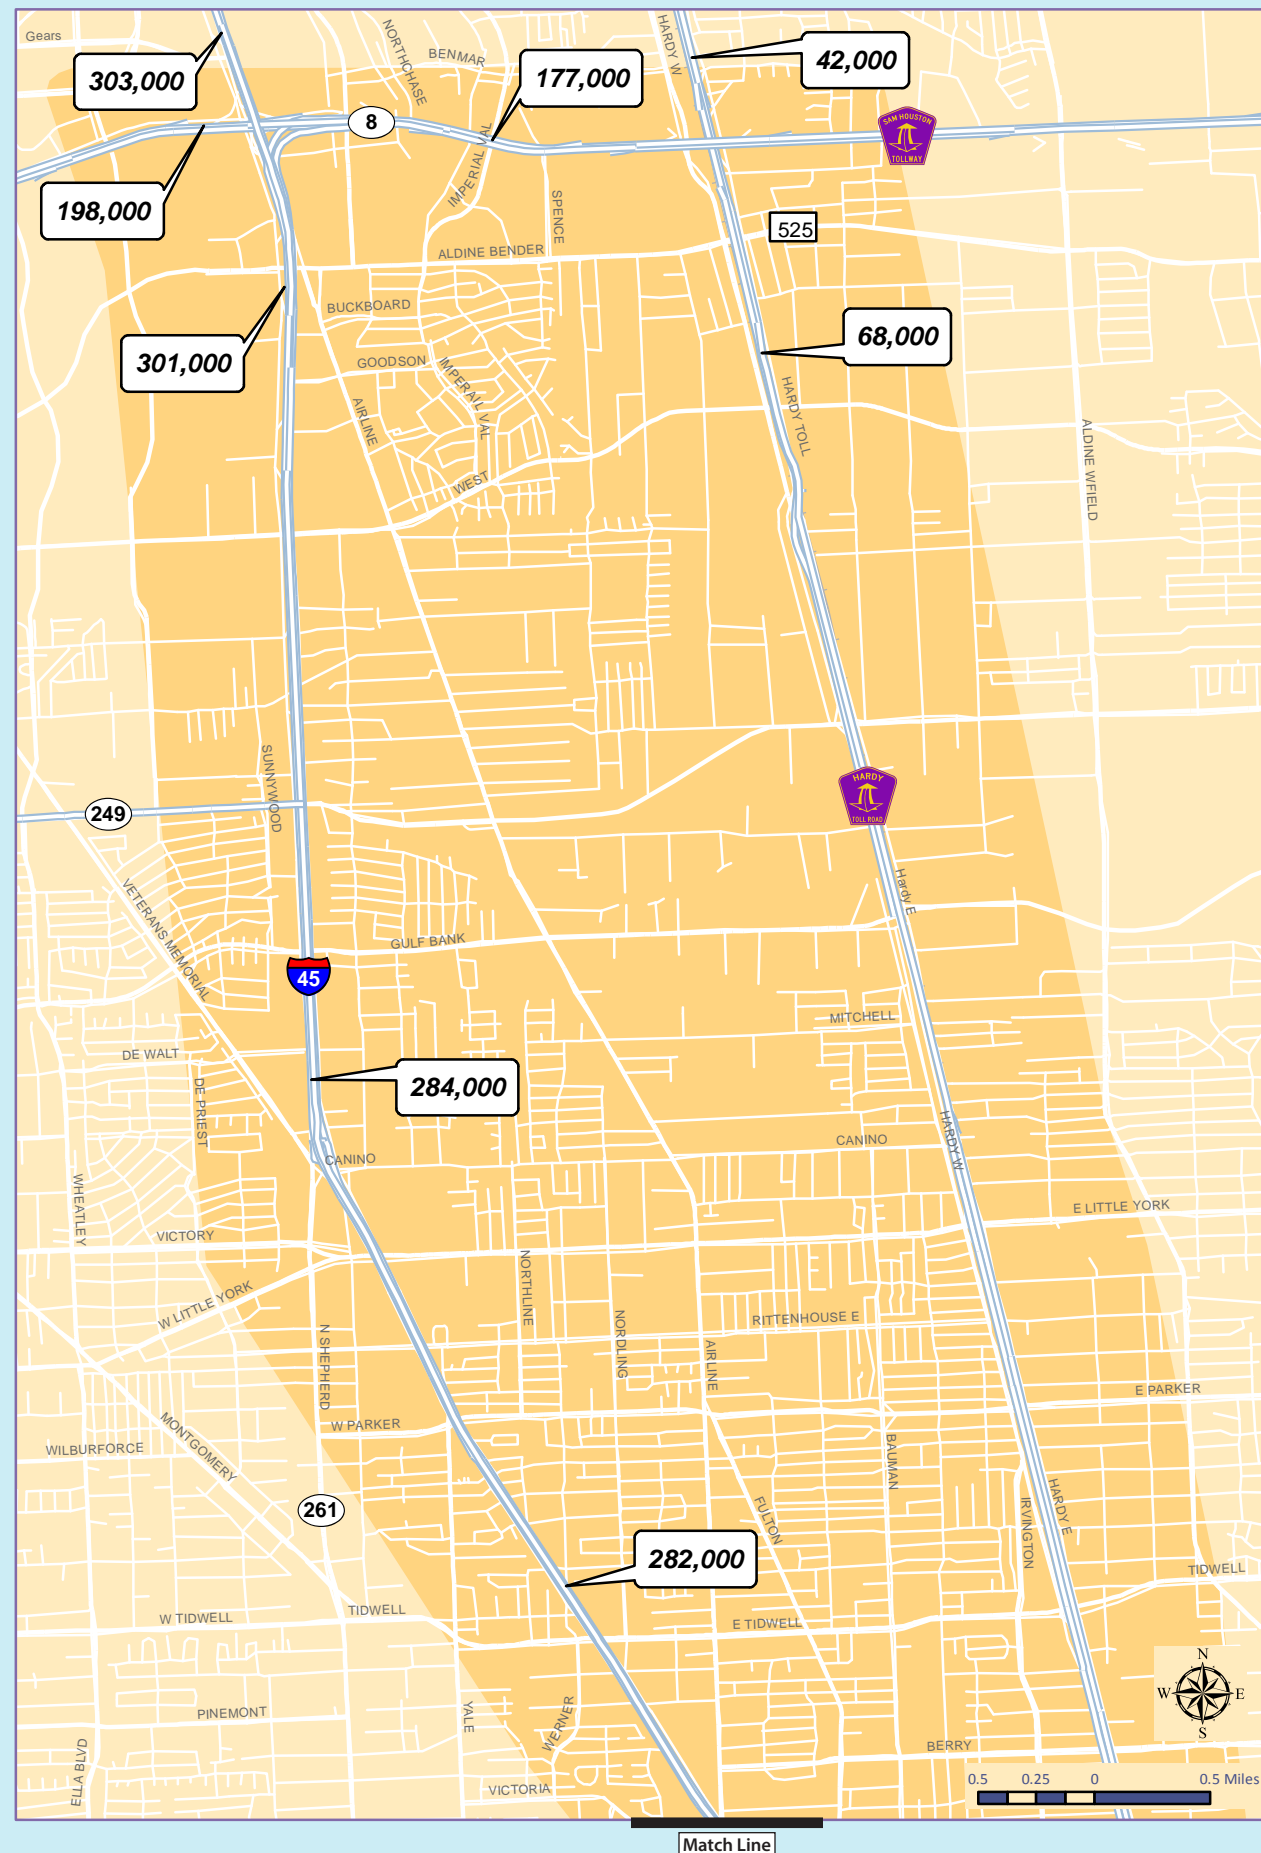 Gears
NORTHCHASE
BENMAR
HARDY W
303,000
177,000
42,000
8
SAM HOUSTON
TOLLWAY
198,000
IMPERIAL VAL
SPENCE
525
ALDINE BENDER
BUCKBOARD
301,000
GOODSON
IMPERAIL VAL
68,000
AIRLINE
HARDY TOLL
ALDINE WFIELD
WEST
SUNNYWOOD
HARDY
TOLL ROAD
249
VETERANS MEMORIAL
Hardy E
GULF BANK
45
MITCHELL
DE WALT
DE PRIEST
284,000
HARDY W
CANINO
CANINO
WHEATLEY
E LITTLE YORK
VICTORY
NORTHLINE
W LITTLE YORK
RITTENHOUSE E
N SHEPHERD
NORDLING
AIRLINE
E PARKER
W PARKER
MONTGOMERY
WILBURFORCE
BAUMAN
HARDY E
261
FULTON
IRVINGTON
282,000
TIDWELL
TIDWELL
W TIDWELL
E TIDWELL
N
W E
S
PINEMONT
YALE
WERNER
ELLA BLVD
BERRY
VICTORIA
0.5 0.25 0 0.5 Miles
Match Line